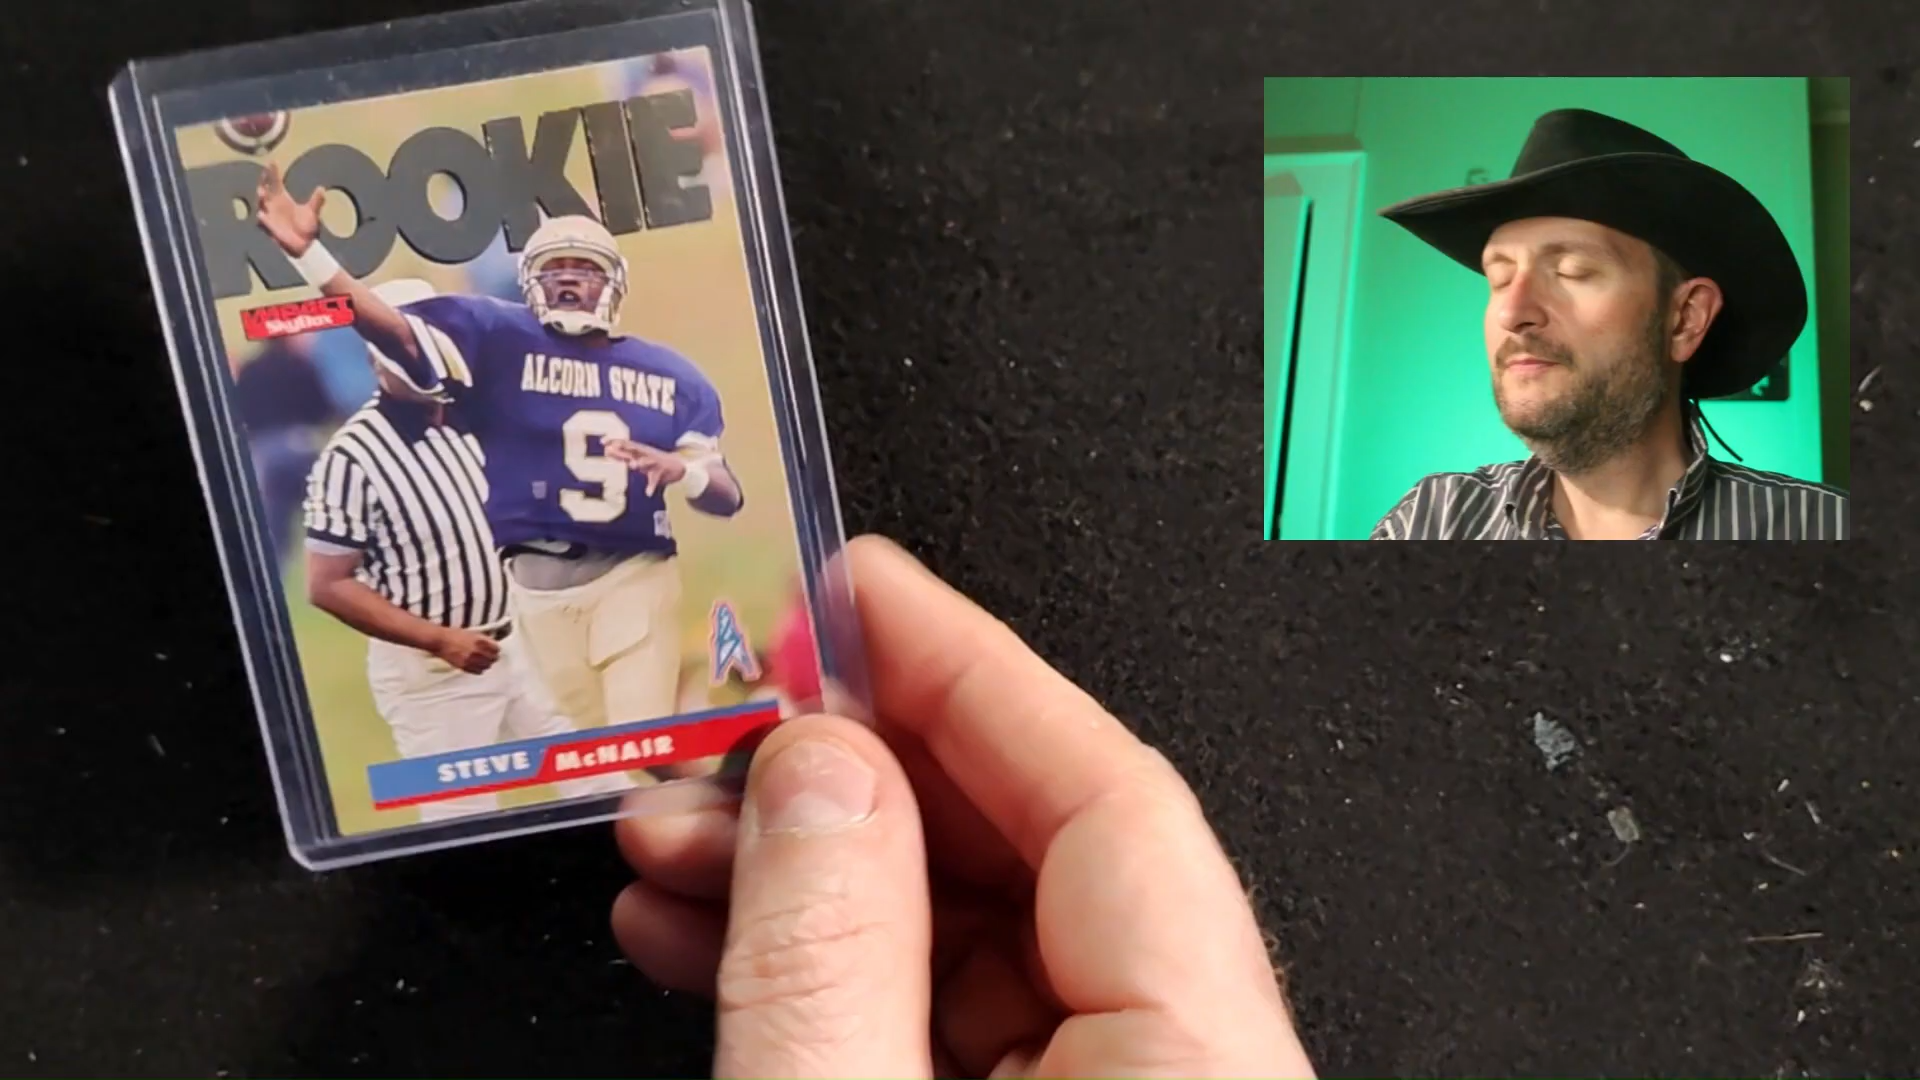 ROOKIE
IMPACT
SkyBox
ALCORN STATE
9
STEVE McNAIR